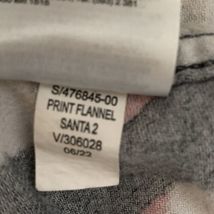 S/476845-00
PRINT FLANNEL
SANTA 2
V/306028
06/22